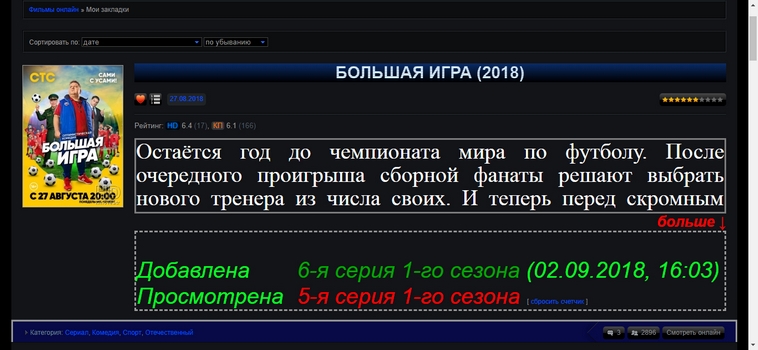 Фильмы онлайн » Мои закладки
Сортировать по: дате по убыванию
БОЛЬШАЯ ИГРА (2018)
СТС
САМИ С УСАМИ!
27.08.2018
Рейтинг: HD 6.4 (17), КП 6.1 (166)
БОЛЬШАЯ
ИГРА
С 27 АВГУСТА 20:00
Остаётся год до чемпионата мира по футболу. После
очередного проигрыша сборной фанаты решают выбрать
нового тренера из числа своих. И теперь перед скромным
больше ↓
Добавлена 6-я серия 1-го сезона (02.09.2018, 16:03)
Просмотрена 5-я серия 1-го сезона [ сбросить счетчик ]
Категория: Сериал, Комедия, Спорт, Отечественный
3 2896 Смотреть онлайн